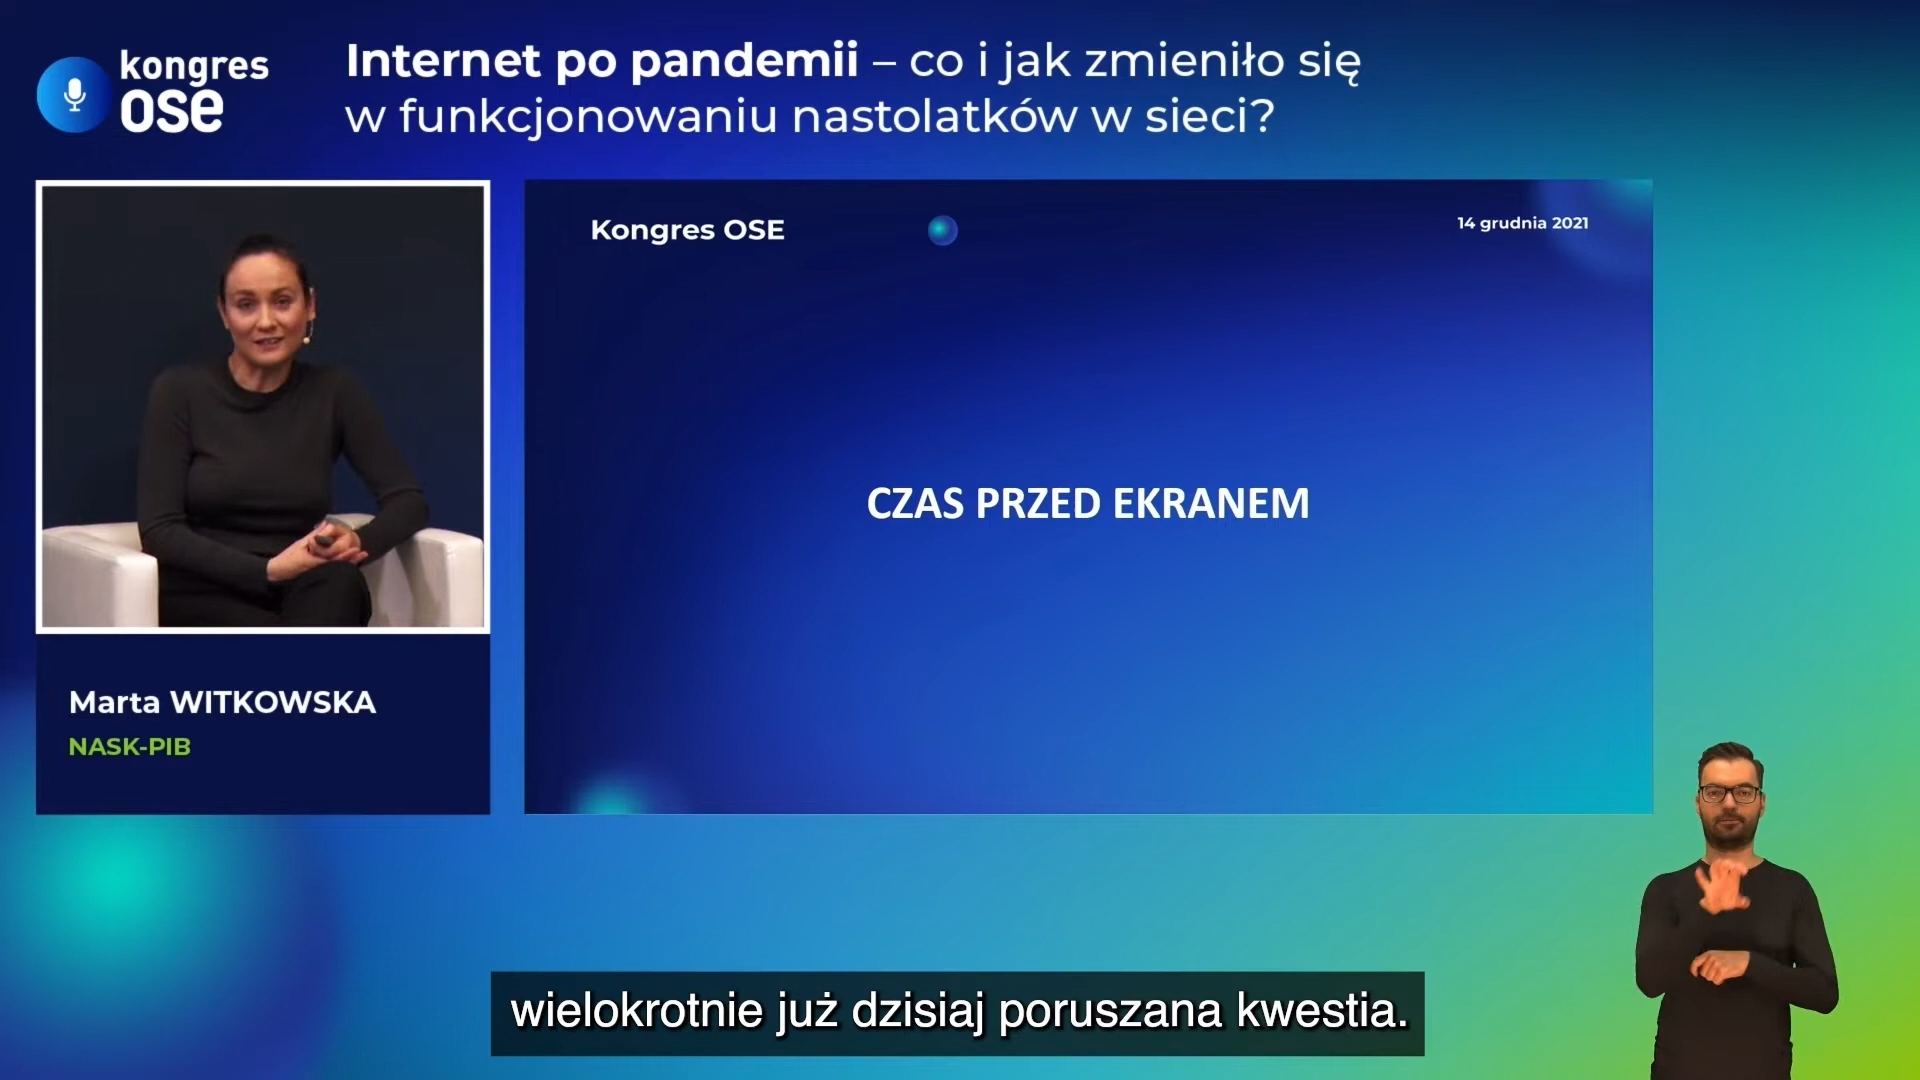 kongres
ose
Internet po pandemii – co i jak zmieniło się
w funkcjonowaniu nastolatków w sieci?
Kongres OSE
14 grudnia 2021
CZAS PRZED EKRANEM
Marta WITKOWSKA
NASK-PIB
wielokrotnie już dzisiaj poruszana kwestia.